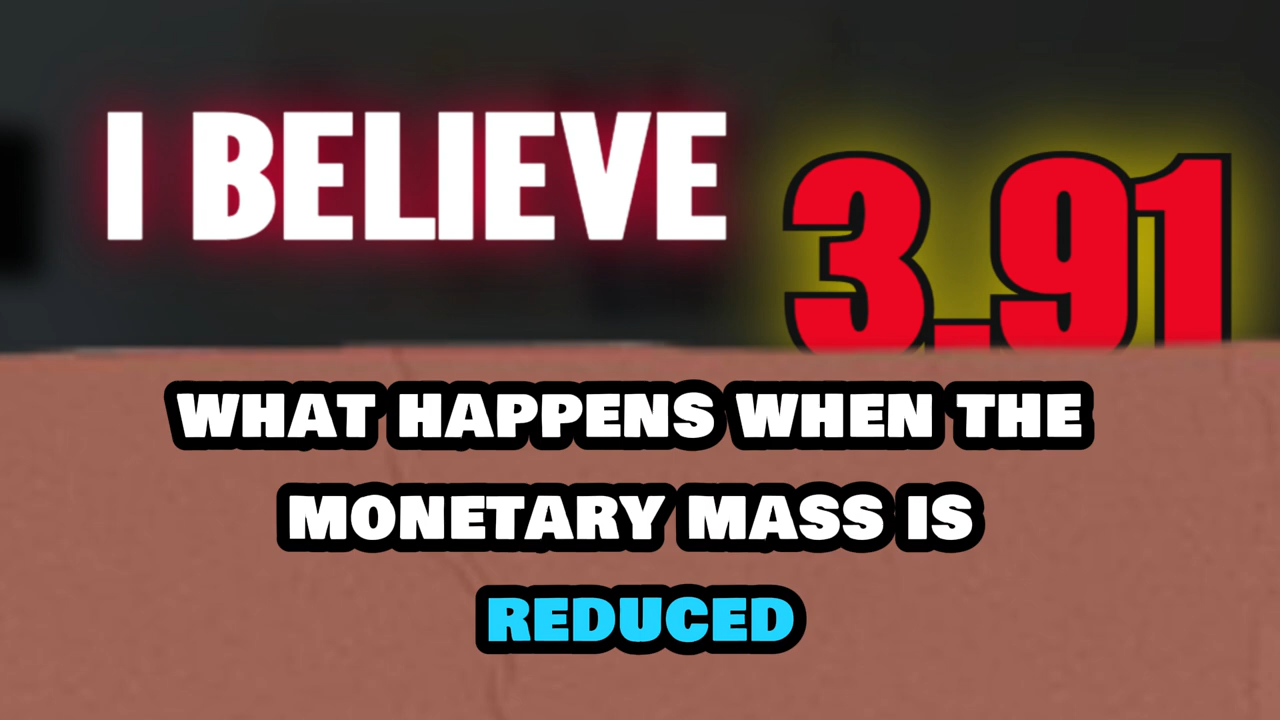 I BELIEVE
3.91
WHAT HAPPENS WHEN THE
MONETARY MASS IS
REDUCED